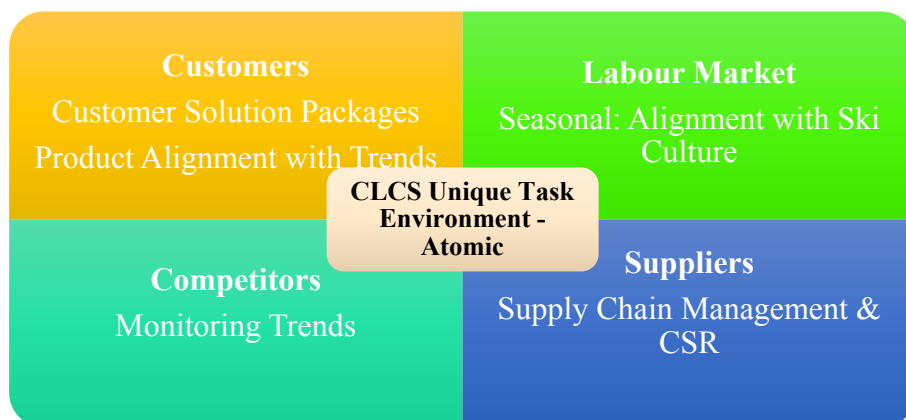 Customers
Customer Solution Packages
Product Alignment with Trends
Labour Market
Seasonal: Alignment with Ski
Culture
CLCS Unique Task
Environment -
Atomic
Competitors
Monitoring Trends
Suppliers
Supply Chain Management &
CSR